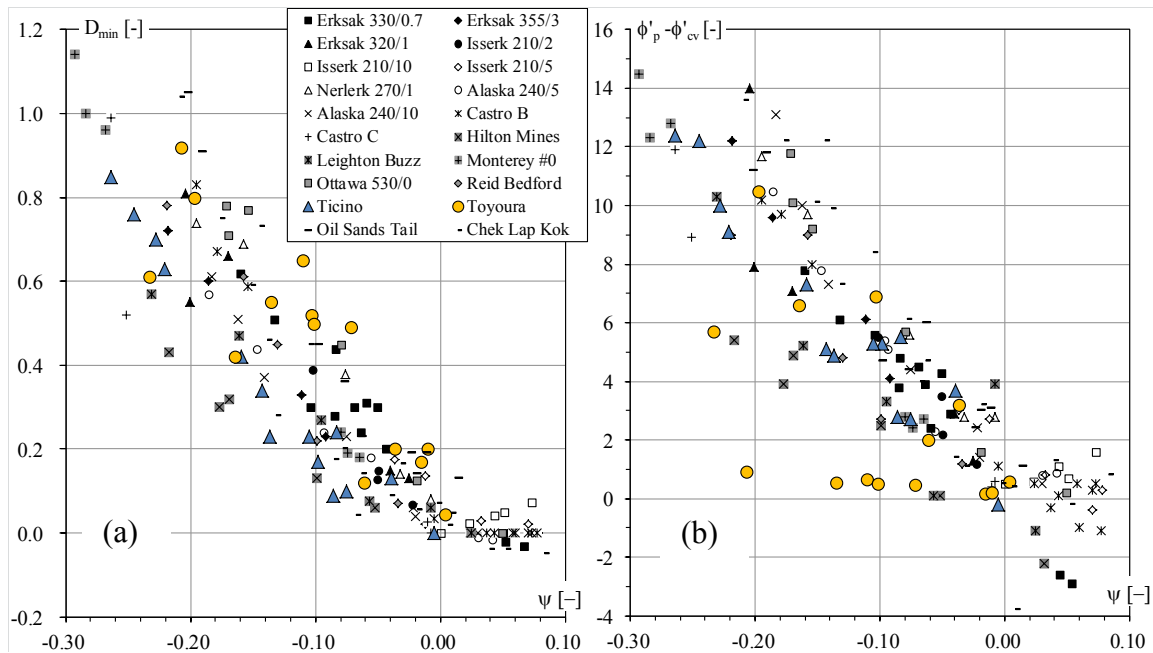 D_min [-]
ϕ'_p -ϕ'_cv [-]
Erksak 330/0.7
Erksak 355/3
Erksak 320/1
Isserk 210/2
Isserk 210/10
Isserk 210/5
Nerlerk 270/1
Alaska 240/5
Alaska 240/10
Castro B
Castro C
Hilton Mines
Leighton Buzz
Monterey #0
Ottawa 530/0
Reid Bedford
Ticino
Toyoura
Oil Sands Tail
Chek Lap Kok
1.2
1.0
0.8
0.6
0.4
0.2
0.0
-0.2
(a)
ψ [–]
-0.30
-0.20
-0.10
0.00
0.10
16
14
12
10
8
6
4
2
0
-2
-4
(b)
ψ [–]
-0.30
-0.20
-0.10
0.00
0.10